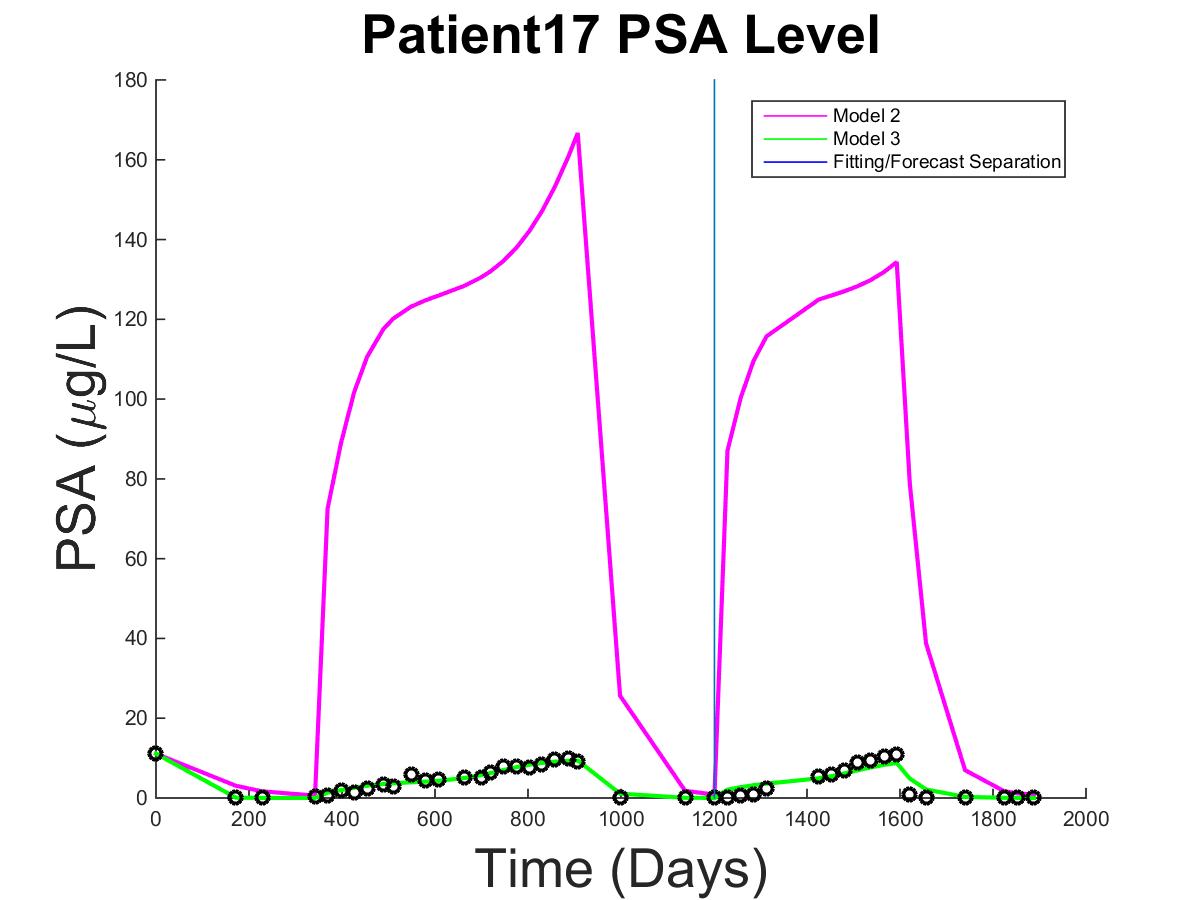 Patient17 PSA Level
PSA (μg/L)
180
160
140
120
100
80
60
40
20
0
Model 2
Model 3
Fitting/Forecast Separation
0 200 400 600 800 1000 1200 1400 1600 1800 2000
Time (Days)